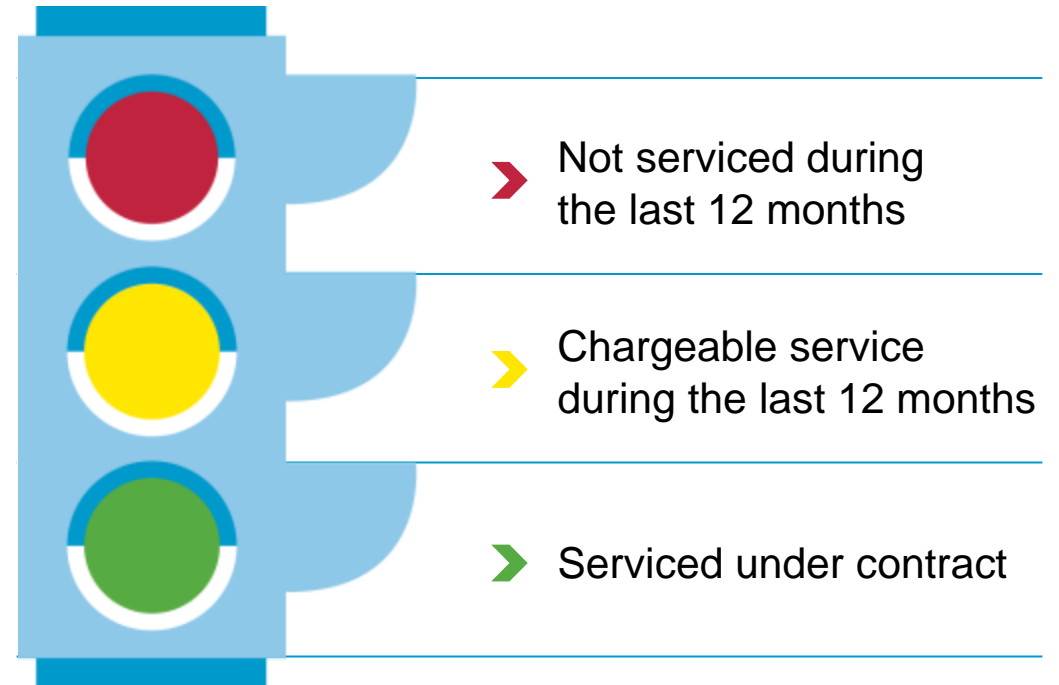 Not serviced during
the last 12 months
Chargeable service
during the last 12 months
Serviced under contract